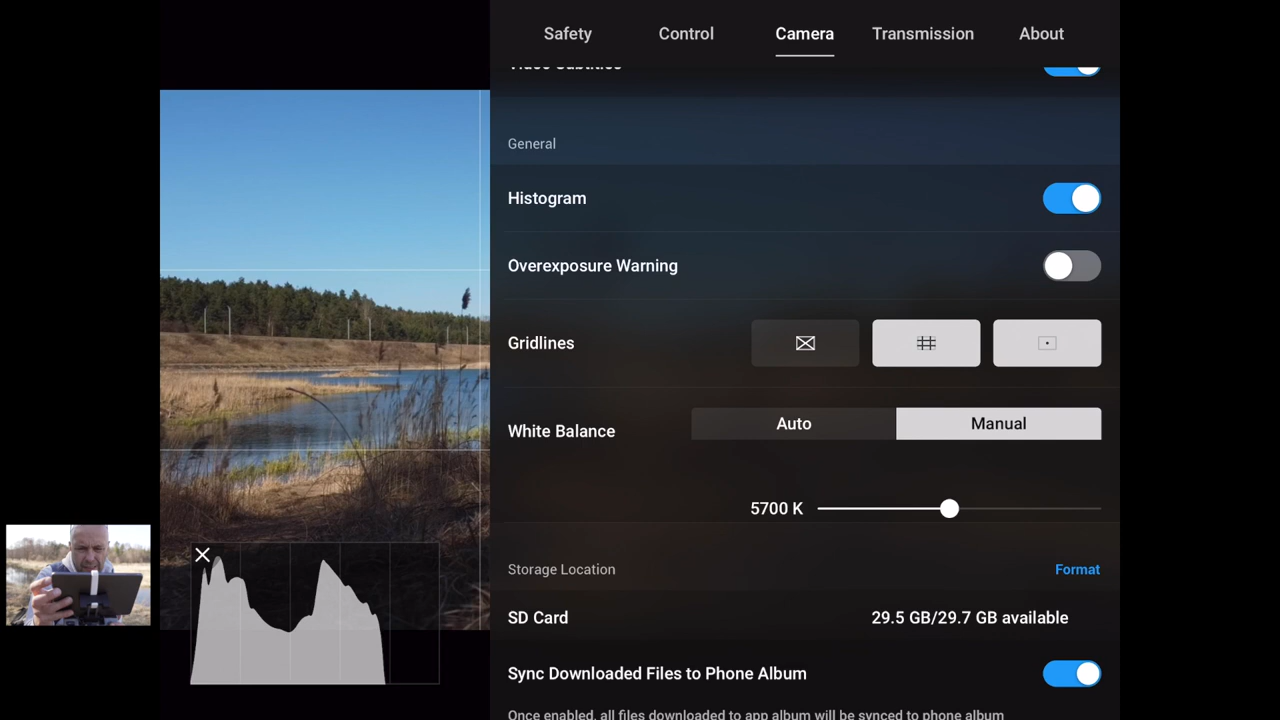 Safety Control Camera Transmission About
Video Subtitles
General
Histogram
Overexposure Warning
Gridlines
White Balance Auto Manual
5700 K
Storage Location Format
SD Card 29.5 GB/29.7 GB available
Sync Downloaded Files to Phone Album
Once enabled, all files downloaded to app album will be synced to phone album